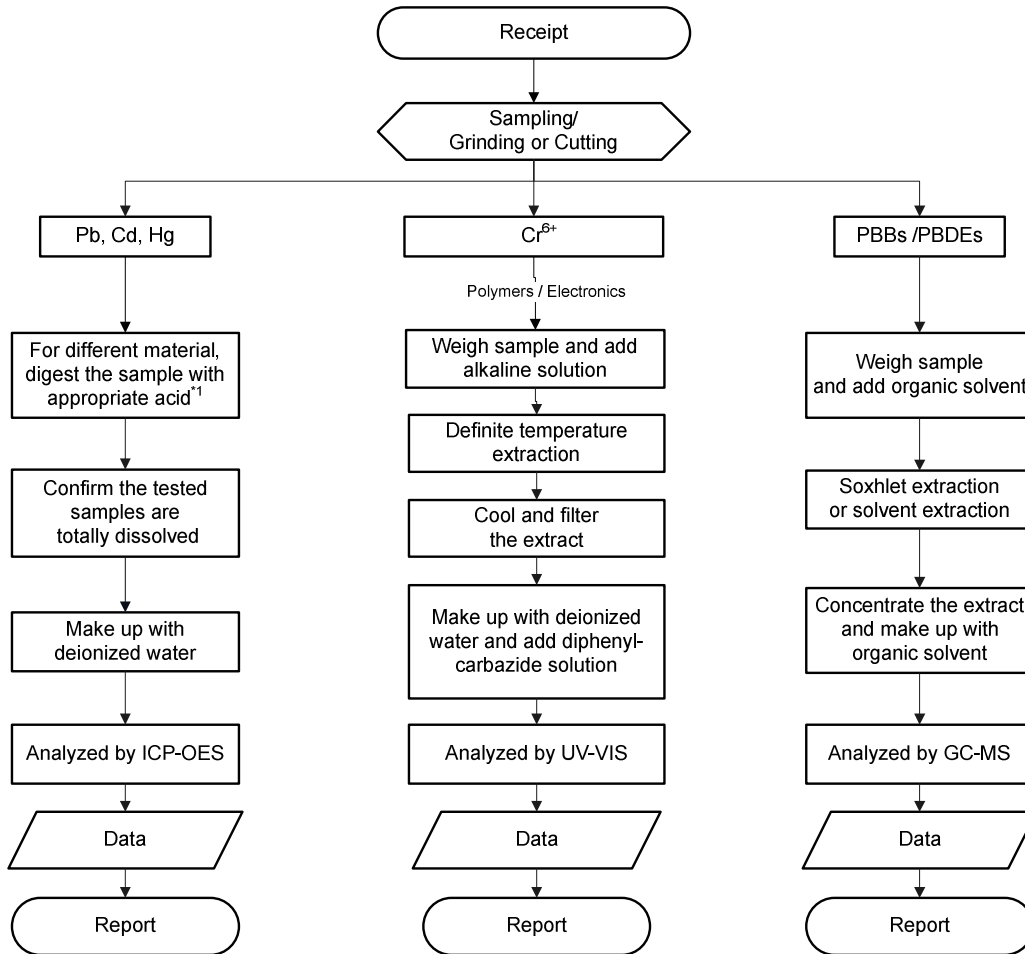 Receipt
Sampling/
Grinding or Cutting
Pb, Cd, Hg
For different material,
digest the sample with
appropriate acid*1
Confirm the tested
samples are
totally dissolved
Make up with
deionized water
Analyzed by ICP-OES
Data
Report
Cr6+
Polymers / Electronics
Weigh sample and add
alkaline solution
Definite temperature
extraction
Cool and filter
the extract
Make up with deionized
water and add diphenyl-
carbazide solution
Analyzed by UV-VIS
Data
Report
PBBs /PBDEs
Weigh sample
and add organic solvent
Soxhlet extraction
or solvent extraction
Concentrate the extract
and make up with
organic solvent
Analyzed by GC-MS
Data
Report